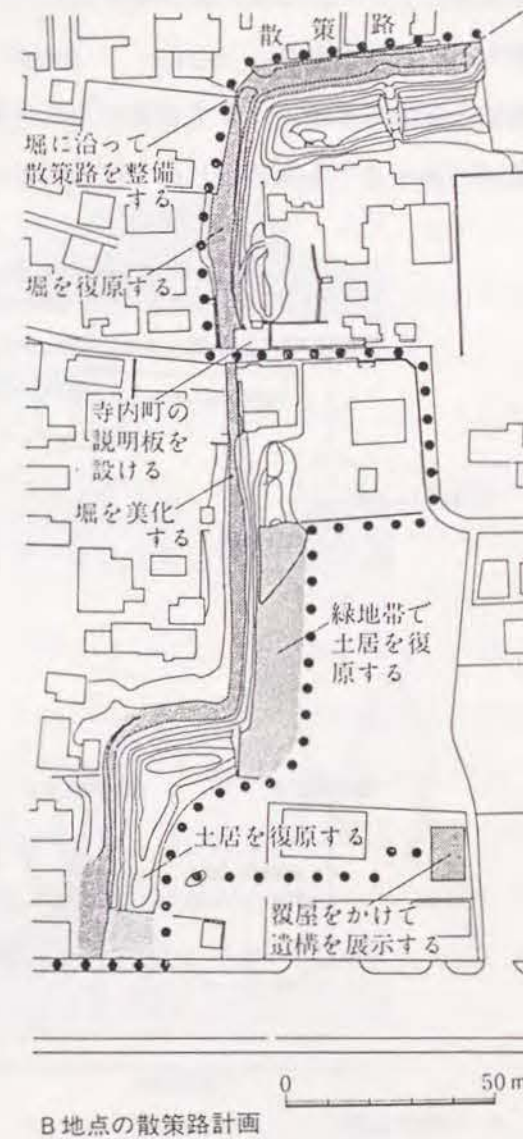 散策路
堀に沿って
散策路を整備
する
堀を復原する
寺内町の
説明板を
設ける
堀を美化
する
緑地帯で
土居を復
原する
土居を復原する
覆屋をかけて
遺構を展示する
0 50m
B地点の散策路計画